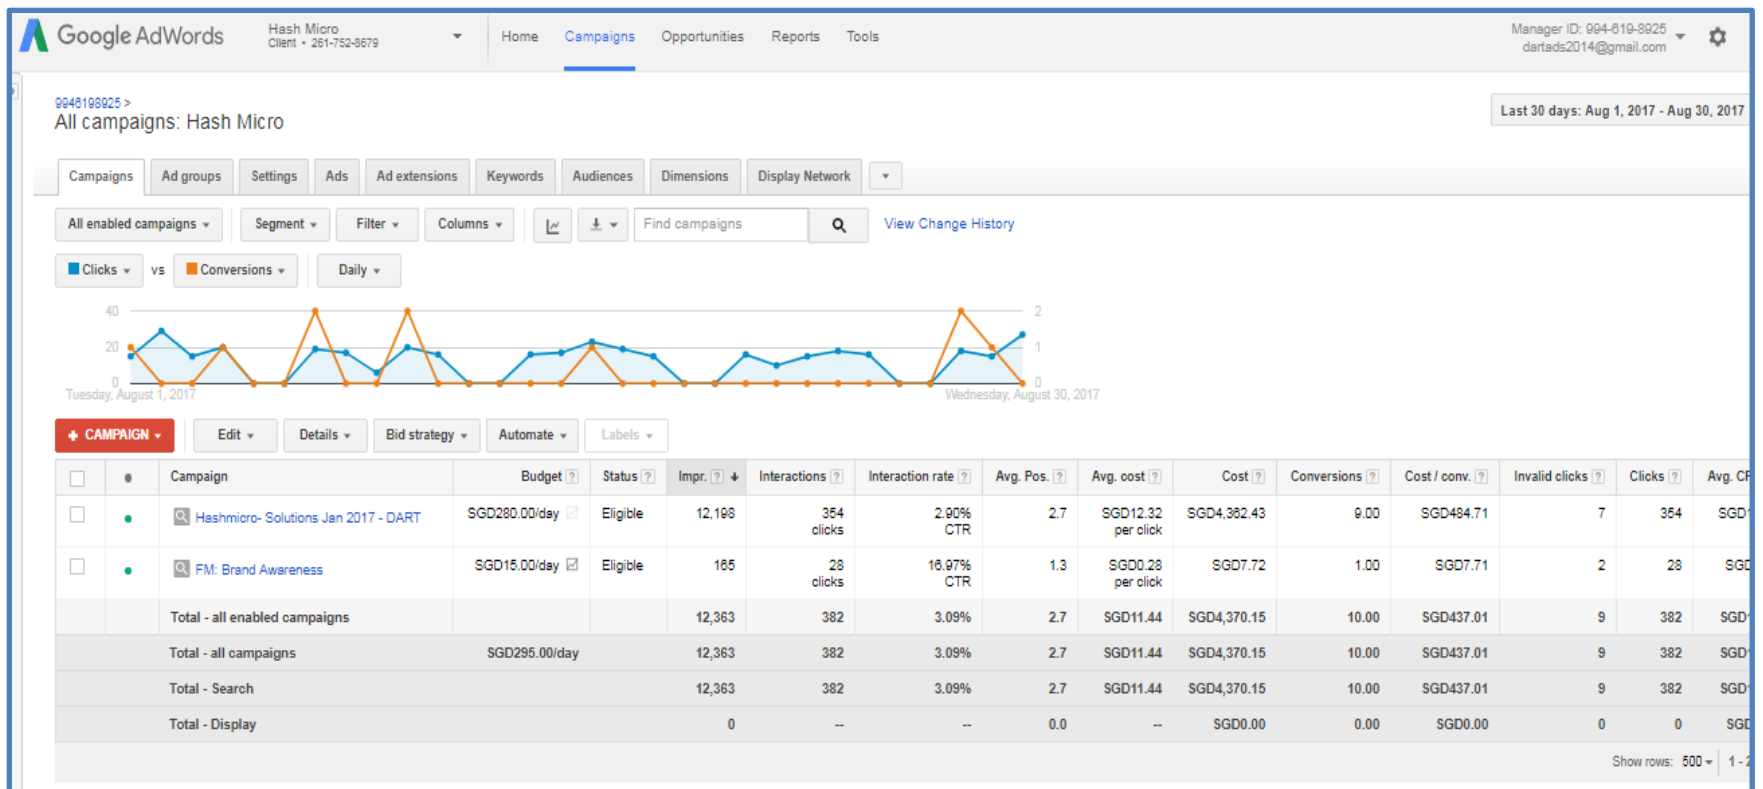 Google AdWords
Hash Micro
Client • 261-752-8679
Home Campaigns Opportunities Reports Tools
Manager ID: 994-619-8925
dartads2014@gmail.com
9946198925 >
All campaigns: Hash Micro
Last 30 days: Aug 1, 2017 - Aug 30, 2017
Campaigns Ad groups Settings Ads Ad extensions Keywords Audiences Dimensions Display Network
All enabled campaigns Segment Filter Columns Find campaigns View Change History
Clicks vs Conversions Daily
40 2
20 1
0 0
Tuesday, August 1, 2017 Wednesday, August 30, 2017
+ CAMPAIGN Edit Details Bid strategy Automate Labels
Campaign Budget ? Status ? Impr. ? Interactions ? Interaction rate ? Avg. Pos. ? Avg. cost ? Cost ? Conversions ? Cost / conv. ? Invalid clicks ? Clicks ? Avg.
Hashmicro- Solutions Jan 2017 - DART SGD280.00/day Eligible 12,198 354 2.90% 2.7 SGD12.32 SGD4,362.43 9.00 SGD484.71 7 354
clicks CTR per click
FM: Brand Awareness SGD15.00/day Eligible 165 28 16.97% 1.3 SGD0.28 SGD7.72 1.00 SGD7.71 2 28
clicks CTR per click
Total - all enabled campaigns 12,363 382 3.09% 2.7 SGD11.44 SGD4,370.15 10.00 SGD437.01 9 382
Total - all campaigns SGD295.00/day 12,363 382 3.09% 2.7 SGD11.44 SGD4,370.15 10.00 SGD437.01 9 382
Total - Search 12,363 382 3.09% 2.7 SGD11.44 SGD4,370.15 10.00 SGD437.01 9 382
Total - Display 0 -- -- 0.0 -- SGD0.00 0.00 SGD0.00 0 0
Show rows: 500 1 -